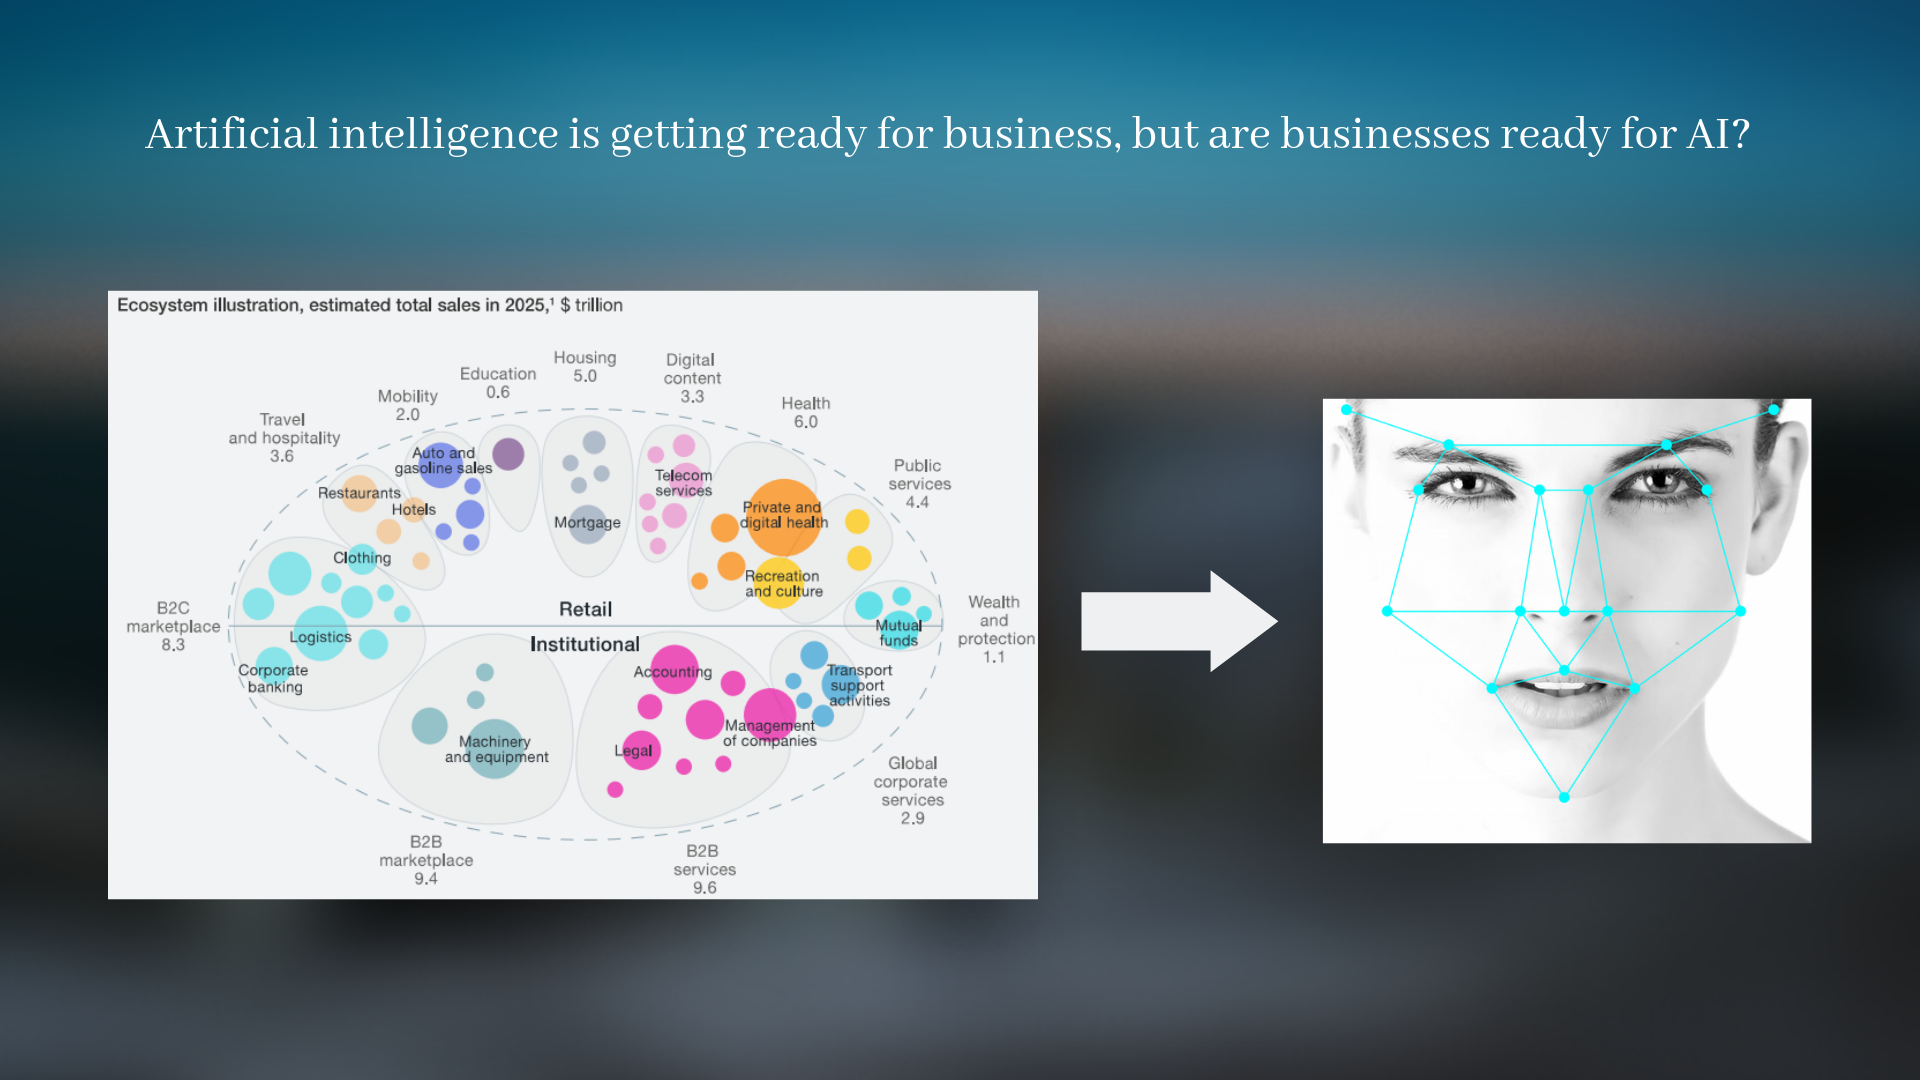 Artificial intelligence is getting ready for business, but are businesses ready for AI?
Ecosystem illustration, estimated total sales in 2025,¹ $ trillion
Housing
5.0
Digital
content
3.3
Education
0.6
Mobility
2.0
Health
6.0
Travel
and hospitality
3.6
Public
services
4.4
Auto and
gasoline sales
Telecom
services
Restaurants
Hotels
Private and
digital health
Mortgage
Clothing
Recreation
and culture
B2C
marketplace
8.3
Retail
Wealth
and
protection
1.1
Mutual
funds
Logistics
Institutional
Corporate
banking
Accounting
Transport
support
activities
Management
of companies
Machinery
and equipment
Legal
Global
corporate
services
2.9
B2B
marketplace
9.4
B2B
services
9.6